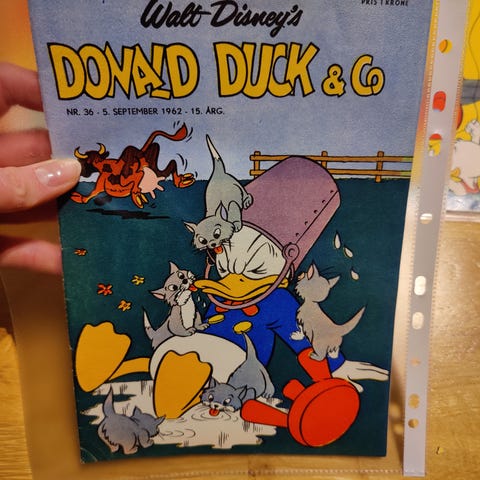 PRIS 1 KRONE
Walt Disney's
DONALD DUCK & Co
NR. 36 - 5. SEPTEMBER 1962 - 15. ÅRG.